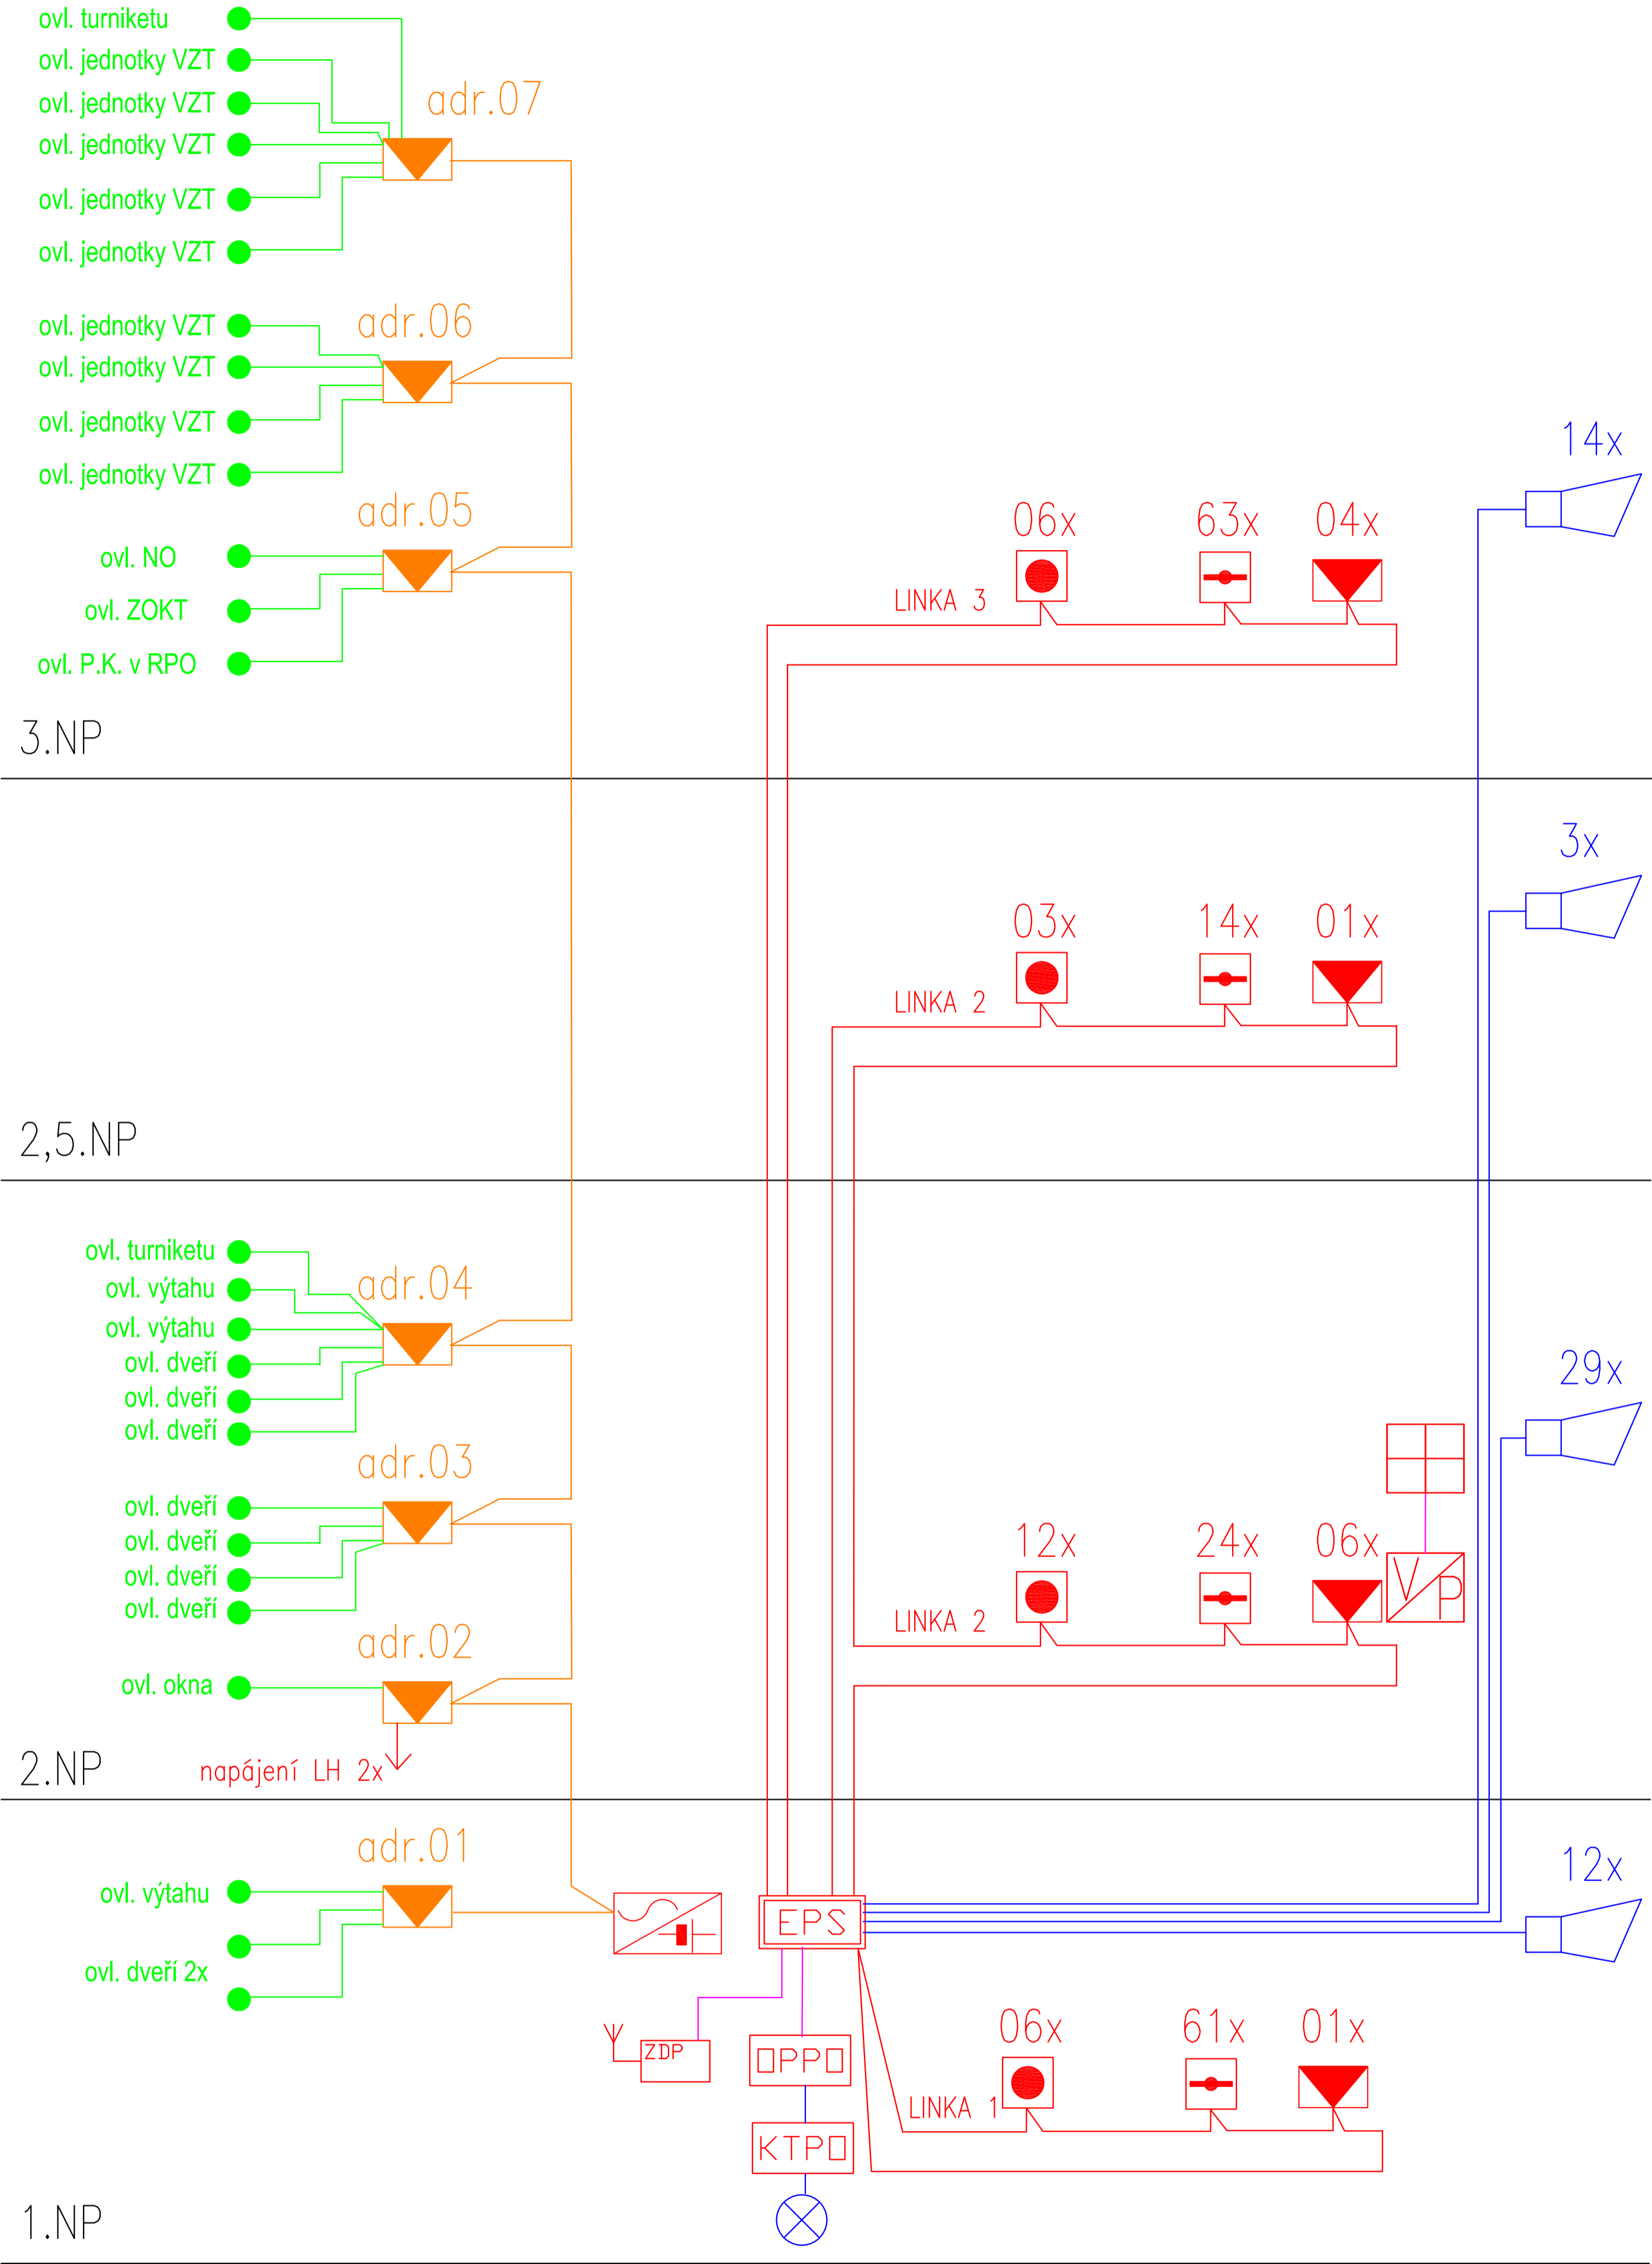 ovl. turniketu
ovl. jednotky VZT
adr.07
ovl. jednotky VZT
ovl. jednotky VZT
ovl. jednotky VZT
ovl. jednotky VZT
adr.06
ovl. jednotky VZT
ovl. jednotky VZT
ovl. jednotky VZT
ovl. jednotky VZT
14x
adr.05
06x 63x 04x
ovl. NO
LINKA 3
ovl. ZOKT
ovl. P.K. v RPO
3.NP
3x
03x 14x 01x
LINKA 2
2,5.NP
ovl. turniketu
adr.04
ovl. výtahu
ovl. výtahu
ovl. dveří
29x
ovl. dveří
ovl. dveří
adr.03
ovl. dveří
12x 24x 06x
ovl. dveří
ovl. dveří
VP
ovl. dveří
LINKA 2
adr.02
ovl. okna
napájení LH 2x
2.NP
adr.01
12x
ovl. výtahu
EPS
ovl. dveří 2x
06x 61x 01x
ZDP
OPPO
LINKA 1
KTPO
1.NP